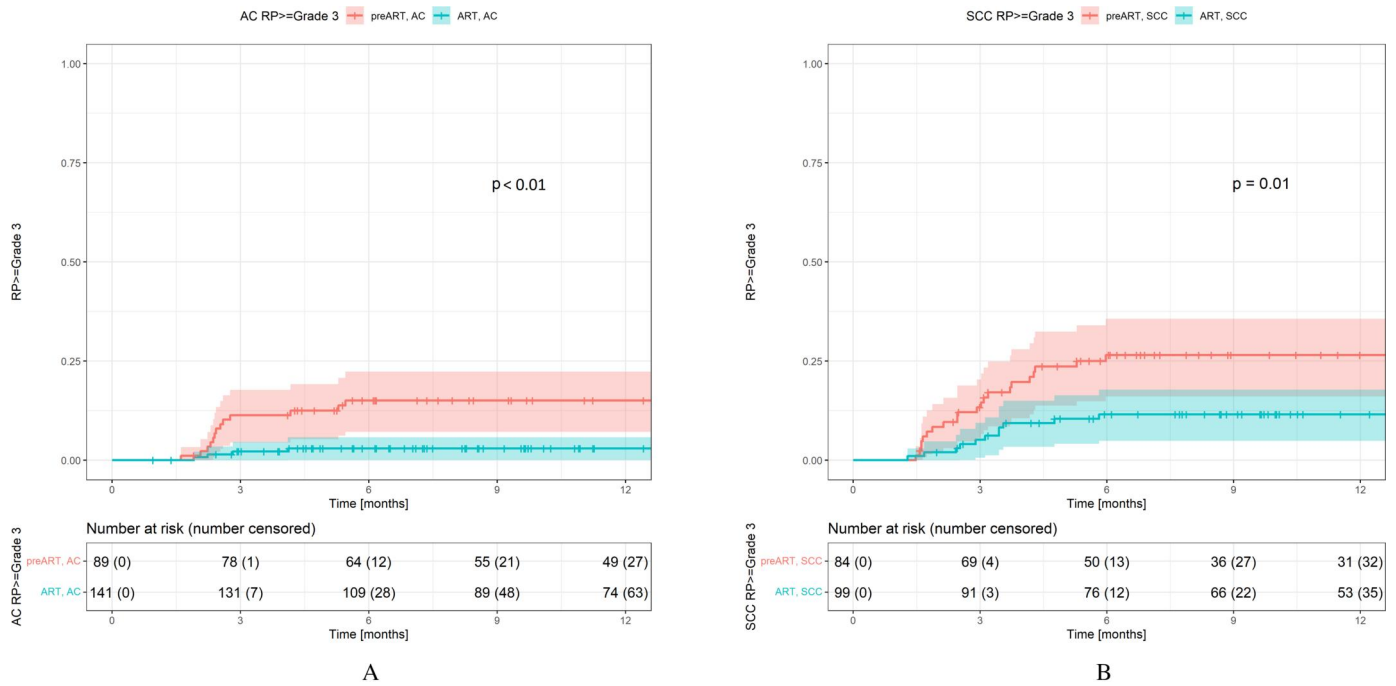 AC RP>=Grade 3 preART, AC ART, AC
1.00
0.75
0.50
0.25
0.00
RP>=Grade 3
p < 0.01
0 3 6 9 12
Time [months]
Number at risk (number censored)
AC RP>=Grade 3
preART, AC 89 (0) 78 (1) 64 (12) 55 (21) 49 (27)
ART, AC 141 (0) 131 (7) 109 (28) 89 (48) 74 (63)
0 3 6 9 12
Time [months]
A
SCC RP>=Grade 3 preART, SCC ART, SCC
1.00
0.75
0.50
0.25
0.00
RP>=Grade 3
p = 0.01
0 3 6 9 12
Time [months]
Number at risk (number censored)
SCC RP>=Grade 3
preART, SCC 84 (0) 69 (4) 50 (13) 36 (27) 31 (32)
ART, SCC 99 (0) 91 (3) 76 (12) 66 (22) 53 (35)
0 3 6 9 12
Time [months]
B